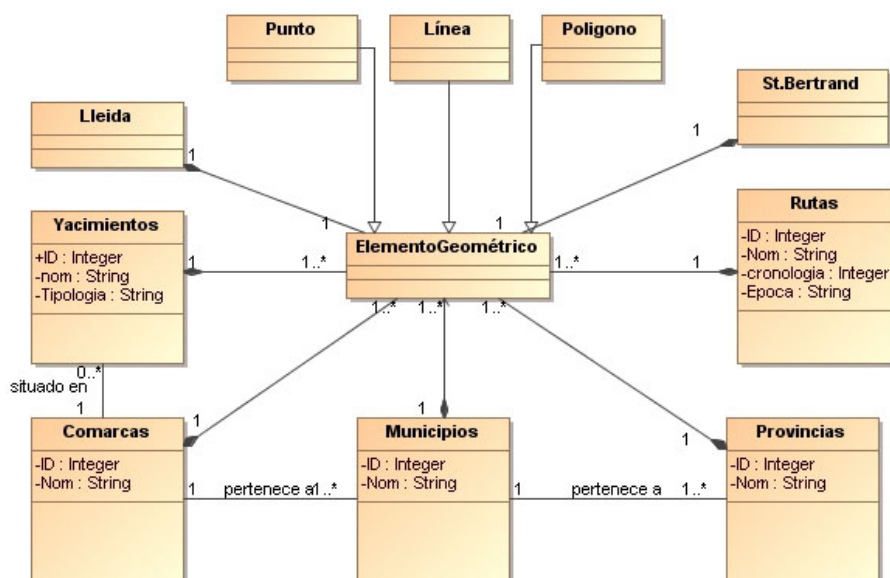 Punto
Línea
Poligono
Lleida
St.Bertrand
1
1
1
1
Yacimientos
+ID : Integer
-nom : String
-Tipologia : String
ElementoGeométrico
Rutas
-ID : Integer
-Nom : String
-cronologia : Integer
-Epoca : String
1
1..*
1..*
1
1..*
1..*
1..*
0..*
situado en
1
1
1
1
Comarcas
-ID : Integer
-Nom : String
Municipios
-ID : Integer
-Nom : String
Provincias
-ID : Integer
-Nom : String
1
pertenece a
1..*
1
pertenece a
1..*